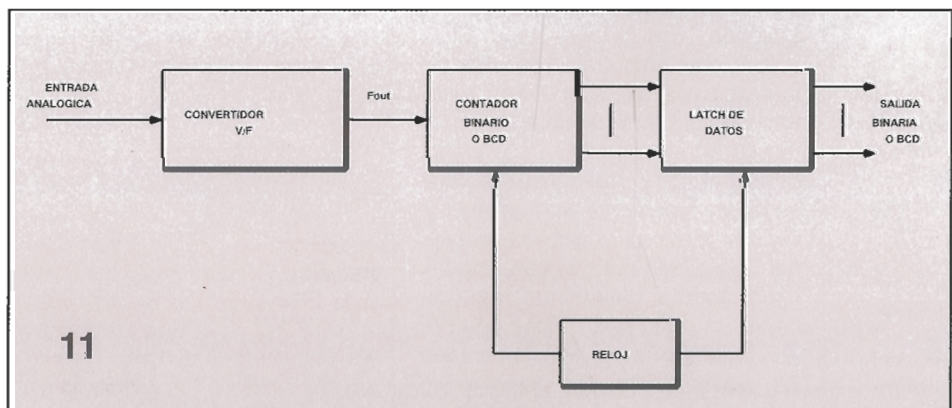 ENTRADA
ANALOGICA
CONVERTIDOR
V/F
Fout
CONTADOR
BINARIO
O BCD
LATCH DE
DATOS
SALIDA
BINARIA
O BCD
RELOJ
11